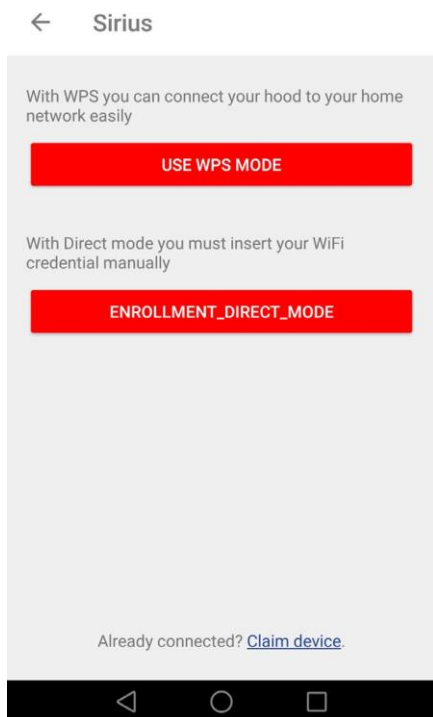 Sirius
With WPS you can connect your hood to your home
network easily
USE WPS MODE
With Direct mode you must insert your WiFi
credential manually
ENROLLMENT_DIRECT_MODE
Already connected? Claim device.